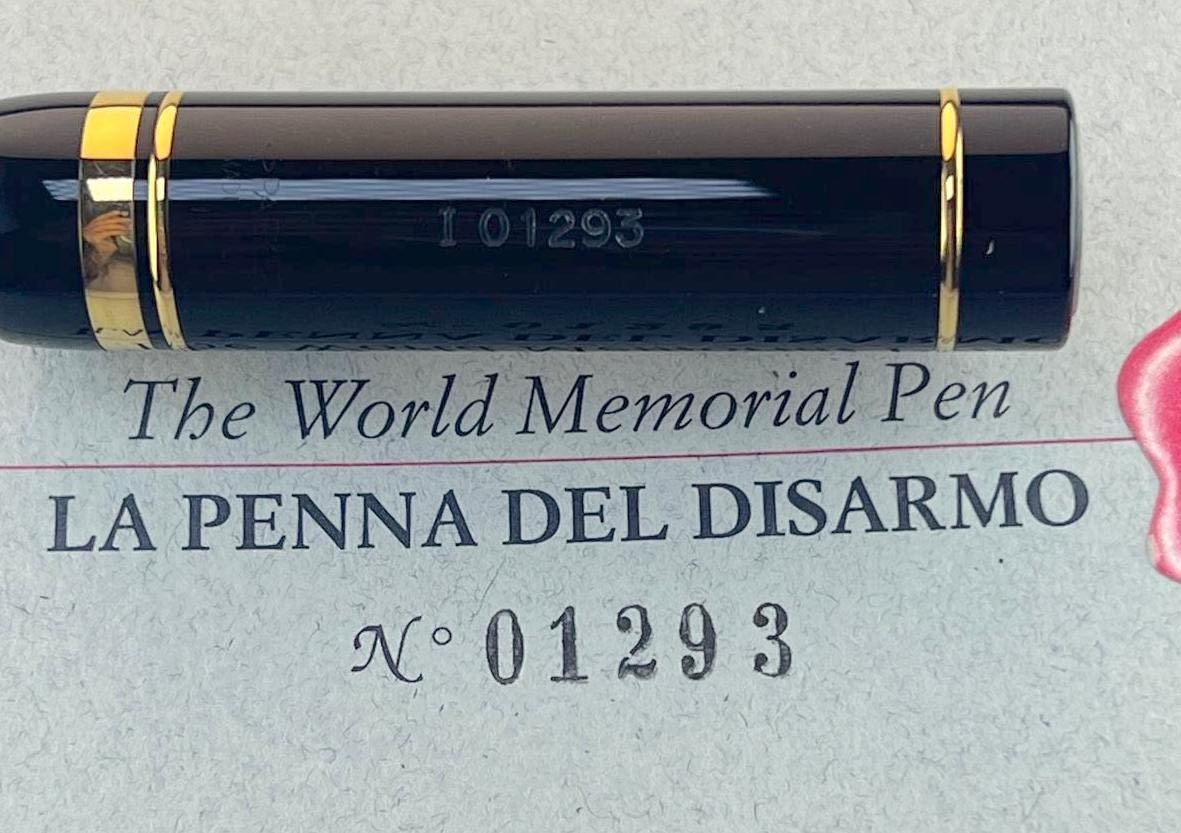 I 01293
The World Memorial Pen
LA PENNA DEL DISARMO
N° 01293